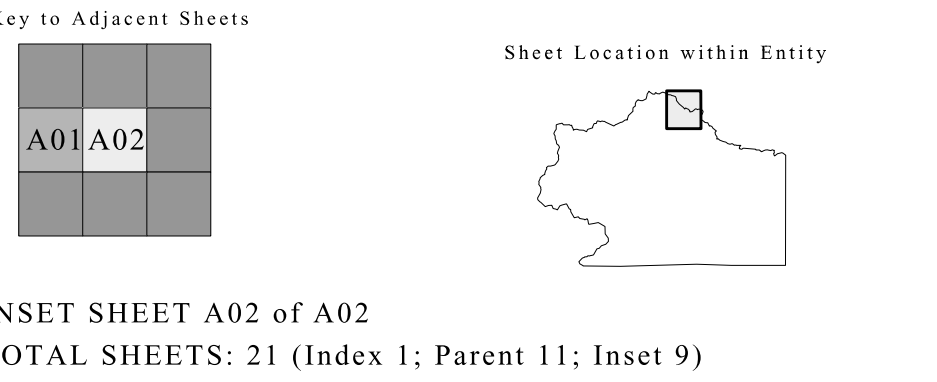 ey to Adjacent Sheets
Sheet Location within Entity
A01 A02
NSET SHEET A02 of A02
OTAL SHEETS: 21 (Index 1; Parent 11; Inset 9)